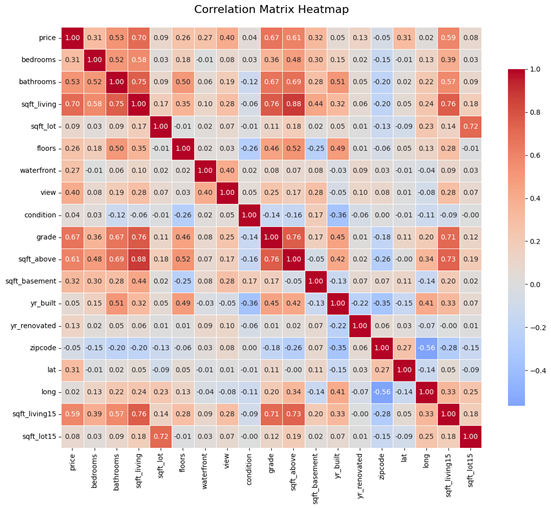 Correlation Matrix Heatmap
price 1.00 0.31 0.53 0.70 0.09 0.26 0.27 0.40 0.04 0.67 0.61 0.32 0.05 0.13 -0.05 0.31 0.02 0.59 0.08
bedrooms 0.31 1.00 0.52 0.58 0.03 0.18 -0.01 0.08 0.03 0.36 0.48 0.30 0.15 0.02 -0.15 -0.01 0.13 0.39 0.03
bathrooms 0.53 0.52 1.00 0.75 0.09 0.50 0.06 0.19 -0.12 0.67 0.69 0.28 0.51 0.05 -0.20 0.02 0.22 0.57 0.09
sqft_living 0.70 0.58 0.75 1.00 0.17 0.35 0.10 0.28 -0.06 0.76 0.88 0.44 0.32 0.06 -0.20 0.05 0.24 0.76 0.18
sqft_lot 0.09 0.03 0.09 0.17 1.00 -0.01 0.02 0.07 -0.01 0.11 0.18 0.02 0.05 0.01 -0.13 -0.09 0.23 0.14 0.72
floors 0.26 0.18 0.50 0.35 -0.01 1.00 0.02 0.03 -0.26 0.46 0.52 -0.25 0.49 0.01 -0.06 0.05 0.13 0.28 -0.01
waterfront 0.27 -0.01 0.06 0.10 0.02 0.02 1.00 0.40 0.02 0.08 0.07 0.08 -0.03 0.09 0.03 -0.01 -0.04 0.09 0.03
view 0.40 0.08 0.19 0.28 0.07 0.03 0.40 1.00 0.05 0.25 0.17 0.28 -0.05 0.10 0.08 0.01 -0.08 0.28 0.07
condition 0.04 0.03 -0.12 -0.06 -0.01 -0.26 0.02 0.05 1.00 -0.14 -0.16 0.17 -0.36 -0.06 0.00 -0.01 -0.11 -0.09 -0.00
grade 0.67 0.36 0.67 0.76 0.11 0.46 0.08 0.25 -0.14 1.00 0.76 0.17 0.45 0.01 -0.18 0.11 0.20 0.71 0.12
sqft_above 0.61 0.48 0.69 0.88 0.18 0.52 0.07 0.17 -0.16 0.76 1.00 -0.05 0.42 0.02 -0.26 -0.00 0.34 0.73 0.19
sqft_basement 0.32 0.30 0.28 0.44 0.02 -0.25 0.08 0.28 0.17 0.17 -0.05 1.00 -0.13 0.07 0.07 0.11 -0.14 0.20 0.02
yr_built 0.05 0.15 0.51 0.32 0.05 0.49 -0.03 -0.05 -0.36 0.45 0.42 -0.13 1.00 -0.22 -0.35 -0.15 0.41 0.33 0.07
yr_renovated 0.13 0.02 0.05 0.06 0.01 0.01 0.09 0.10 -0.06 0.01 0.02 0.07 -0.22 1.00 0.06 0.03 -0.07 -0.00 0.01
zipcode -0.05 -0.15 -0.20 -0.20 -0.13 -0.06 0.03 0.08 0.00 -0.18 -0.26 0.07 -0.35 0.06 1.00 0.27 -0.56 -0.28 -0.15
lat 0.31 -0.01 0.02 0.05 -0.09 0.05 -0.01 0.01 -0.01 0.11 -0.00 0.11 -0.15 0.03 0.27 1.00 -0.14 0.05 -0.09
long 0.02 0.13 0.22 0.24 0.23 0.13 -0.04 -0.08 -0.11 0.20 0.34 -0.14 0.41 -0.07 -0.56 -0.14 1.00 0.33 0.25
sqft_living15 0.59 0.39 0.57 0.76 0.14 0.28 0.09 0.28 -0.09 0.71 0.73 0.20 0.33 -0.00 -0.28 0.05 0.33 1.00 0.18
sqft_lot15 0.08 0.03 0.09 0.18 0.72 -0.01 0.03 0.07 -0.00 0.12 0.19 0.02 0.07 0.01 -0.15 -0.09 0.25 0.18 1.00
price bedrooms bathrooms sqft_living sqft_lot floors waterfront view condition grade sqft_above sqft_basement yr_built yr_renovated zipcode lat long sqft_living15 sqft_lot15
1.0
0.8
0.6
0.4
0.2
0.0
−0.2
−0.4